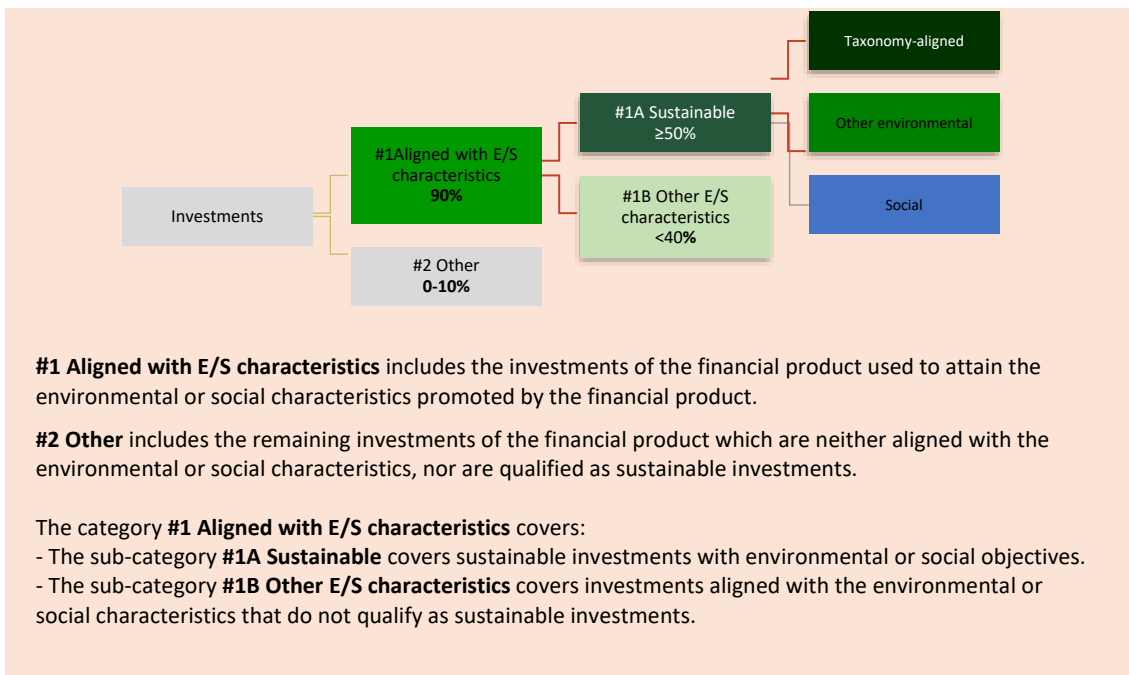 Taxonomy-aligned
#1A Sustainable
≥50%
Other environmental
#1Aligned with E/S
characteristics
90%
#1B Other E/S
characteristics
<40%
Social
Investments
#2 Other
0-10%
#1 Aligned with E/S characteristics includes the investments of the financial product used to attain the
environmental or social characteristics promoted by the financial product.
#2 Other includes the remaining investments of the financial product which are neither aligned with the
environmental or social characteristics, nor are qualified as sustainable investments.
The category #1 Aligned with E/S characteristics covers:
- The sub-category #1A Sustainable covers sustainable investments with environmental or social objectives.
- The sub-category #1B Other E/S characteristics covers investments aligned with the environmental or
social characteristics that do not qualify as sustainable investments.